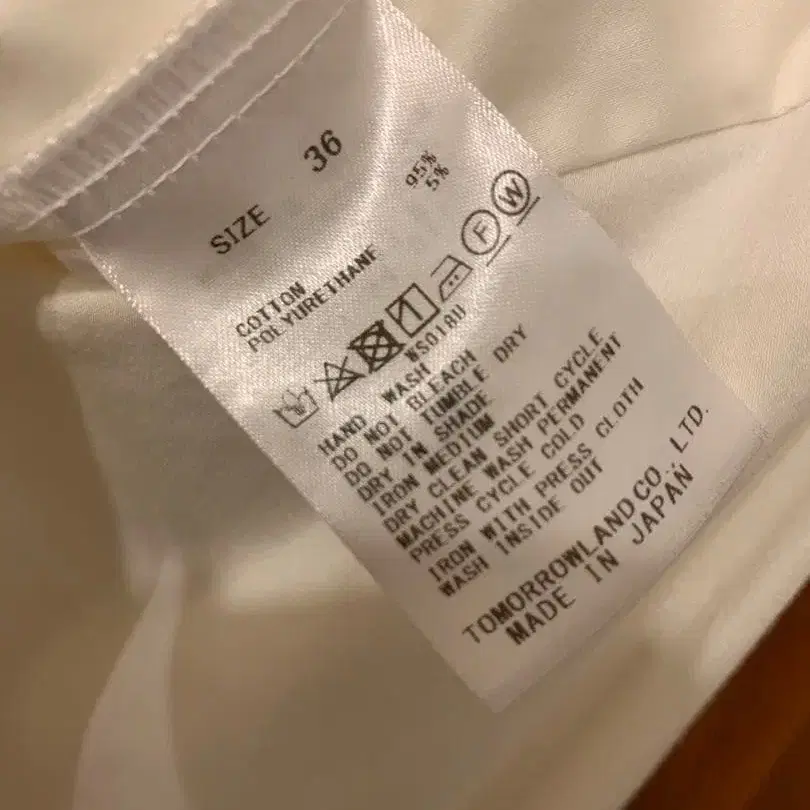 SIZE 36
COTTON 95%
POLYURETHANE 5%
F W
WS018U
HAND WASH
DO NOT BLEACH
DO NOT TUMBLE DRY
DRY IN SHADE
IRON MEDIUM
DRY CLEAN SHORT CYCLE
MACHINE WASH PERMANENT
PRESS CYCLE COLD
IRON WITH PRESS CLOTH
WASH INSIDE OUT
TOMORROWLAND CO., LTD.
MADE IN JAPAN